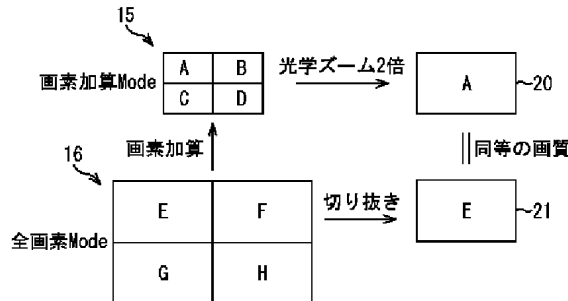 15
画素加算Mode
A B
C D
光学ズーム2倍
A
20
画素加算
同等の画質
16
全画素Mode
E F
G H
切り抜き
E
21